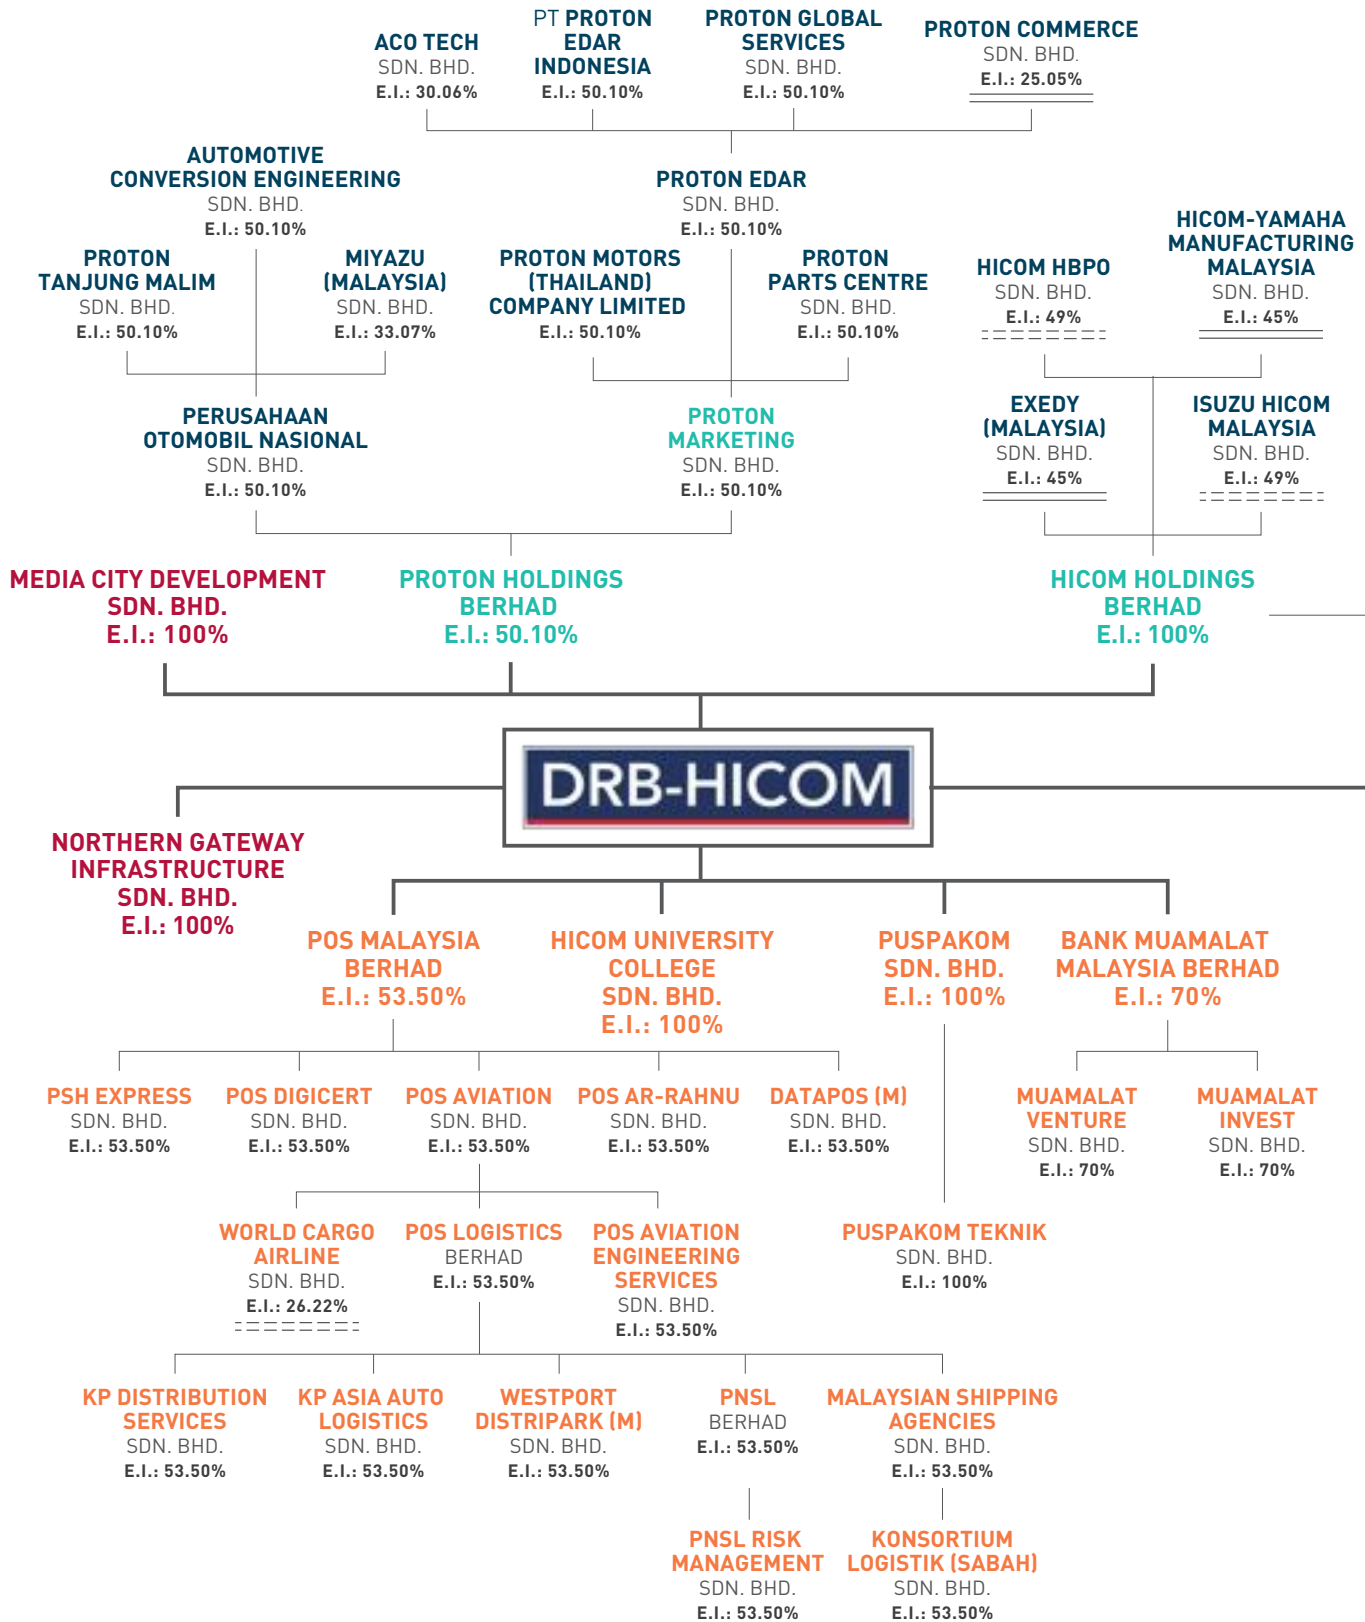 ACO TECH
SDN. BHD.
E.I.: 30.06%
PT PROTON
EDAR
INDONESIA
E.I.: 50.10%
PROTON GLOBAL
SERVICES
SDN. BHD.
E.I.: 50.10%
PROTON COMMERCE
SDN. BHD.
E.I.: 25.05%
AUTOMOTIVE
CONVERSION ENGINEERING
SDN. BHD.
E.I.: 50.10%
PROTON EDAR
SDN. BHD.
E.I.: 50.10%
PROTON
TANJUNG MALIM
SDN. BHD.
E.I.: 50.10%
MIYAZU
(MALAYSIA)
SDN. BHD.
E.I.: 33.07%
PROTON MOTORS
(THAILAND)
COMPANY LIMITED
E.I.: 50.10%
PROTON
PARTS CENTRE
SDN. BHD.
E.I.: 50.10%
HICOM HBPO
SDN. BHD.
E.I.: 49%
HICOM-YAMAHA
MANUFACTURING
MALAYSIA
SDN. BHD.
E.I.: 45%
PERUSAHAAN
OTOMOBIL NASIONAL
SDN. BHD.
E.I.: 50.10%
PROTON
MARKETING
SDN. BHD.
E.I.: 50.10%
EXEDY
(MALAYSIA)
SDN. BHD.
E.I.: 45%
ISUZU HICOM
MALAYSIA
SDN. BHD.
E.I.: 49%
MEDIA CITY DEVELOPMENT
SDN. BHD.
E.I.: 100%
PROTON HOLDINGS
BERHAD
E.I.: 50.10%
HICOM HOLDINGS
BERHAD
E.I.: 100%
DRB-HICOM
NORTHERN GATEWAY
INFRASTRUCTURE
SDN. BHD.
E.I.: 100%
POS MALAYSIA
BERHAD
E.I.: 53.50%
HICOM UNIVERSITY
COLLEGE
SDN. BHD.
E.I.: 100%
PUSPAKOM
SDN. BHD.
E.I.: 100%
BANK MUAMALAT
MALAYSIA BERHAD
E.I.: 70%
PSH EXPRESS
SDN. BHD.
E.I.: 53.50%
POS DIGICERT
SDN. BHD.
E.I.: 53.50%
POS AVIATION
SDN. BHD.
E.I.: 53.50%
POS AR-RAHNU
SDN. BHD.
E.I.: 53.50%
DATAPOS (M)
SDN. BHD.
E.I.: 53.50%
MUAMALAT
VENTURE
SDN. BHD.
E.I.: 70%
MUAMALAT
INVEST
SDN. BHD.
E.I.: 70%
WORLD CARGO
AIRLINE
SDN. BHD.
E.I.: 26.22%
POS LOGISTICS
BERHAD
E.I.: 53.50%
POS AVIATION
ENGINEERING
SERVICES
SDN. BHD.
E.I.: 53.50%
PUSPAKOM TEKNIK
SDN. BHD.
E.I.: 100%
KP DISTRIBUTION
SERVICES
SDN. BHD.
E.I.: 53.50%
KP ASIA AUTO
LOGISTICS
SDN. BHD.
E.I.: 53.50%
WESTPORT
DISTRIPARK (M)
SDN. BHD.
E.I.: 53.50%
PNSL
BERHAD
E.I.: 53.50%
MALAYSIAN SHIPPING
AGENCIES
SDN. BHD.
E.I.: 53.50%
PNSL RISK
MANAGEMENT
SDN. BHD.
E.I.: 53.50%
KONSORTIUM
LOGISTIK (SABAH)
SDN. BHD.
E.I.: 53.50%